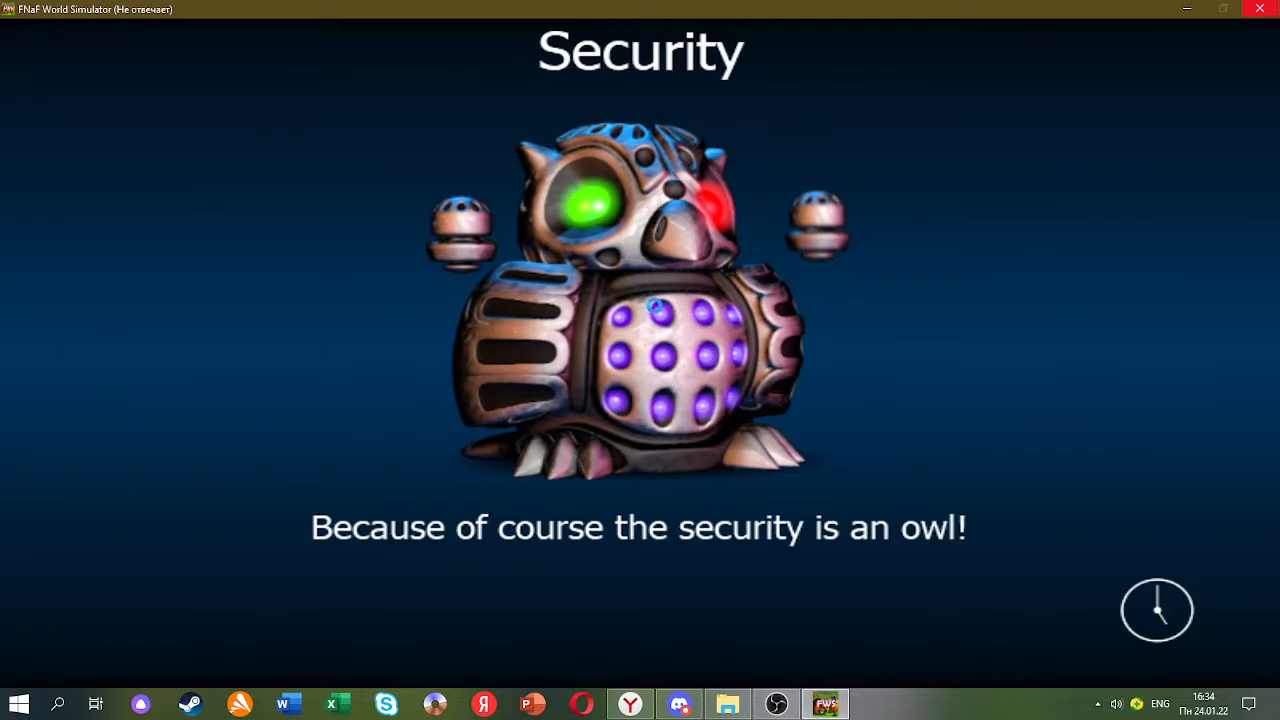 FNaF World Simulator (Не отвечает)
Security
Because of course the security is an owl!
W
X
S
Я
P
Y
FWS
ENG
16:34
Пн 24.01.22